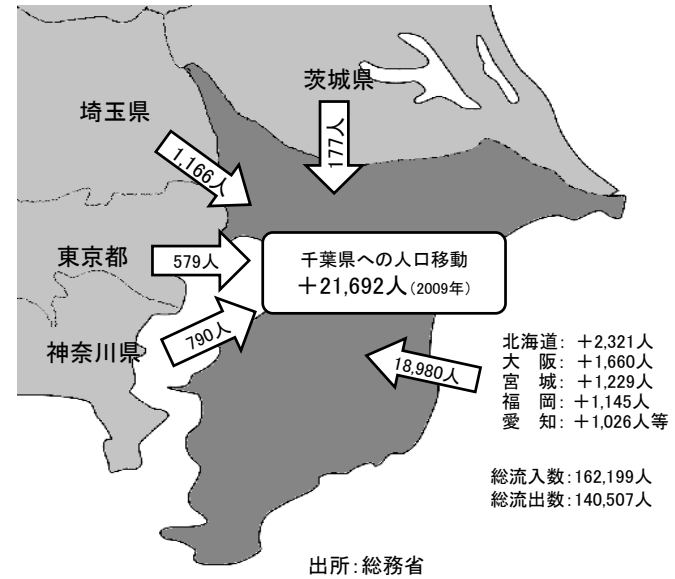 茨城県
埼玉県
177人
1,166人
東京都
579人
千葉県への人口移動
＋21,692人（2009年）
神奈川県
790人
18,980人
北海道： ＋2,321人
大　阪： ＋1,660人
宮　城： ＋1,229人
福　岡： ＋1,145人
愛　知： ＋1,026人等
総流入数：162,199人
総流出数：140,507人
出所：総務省